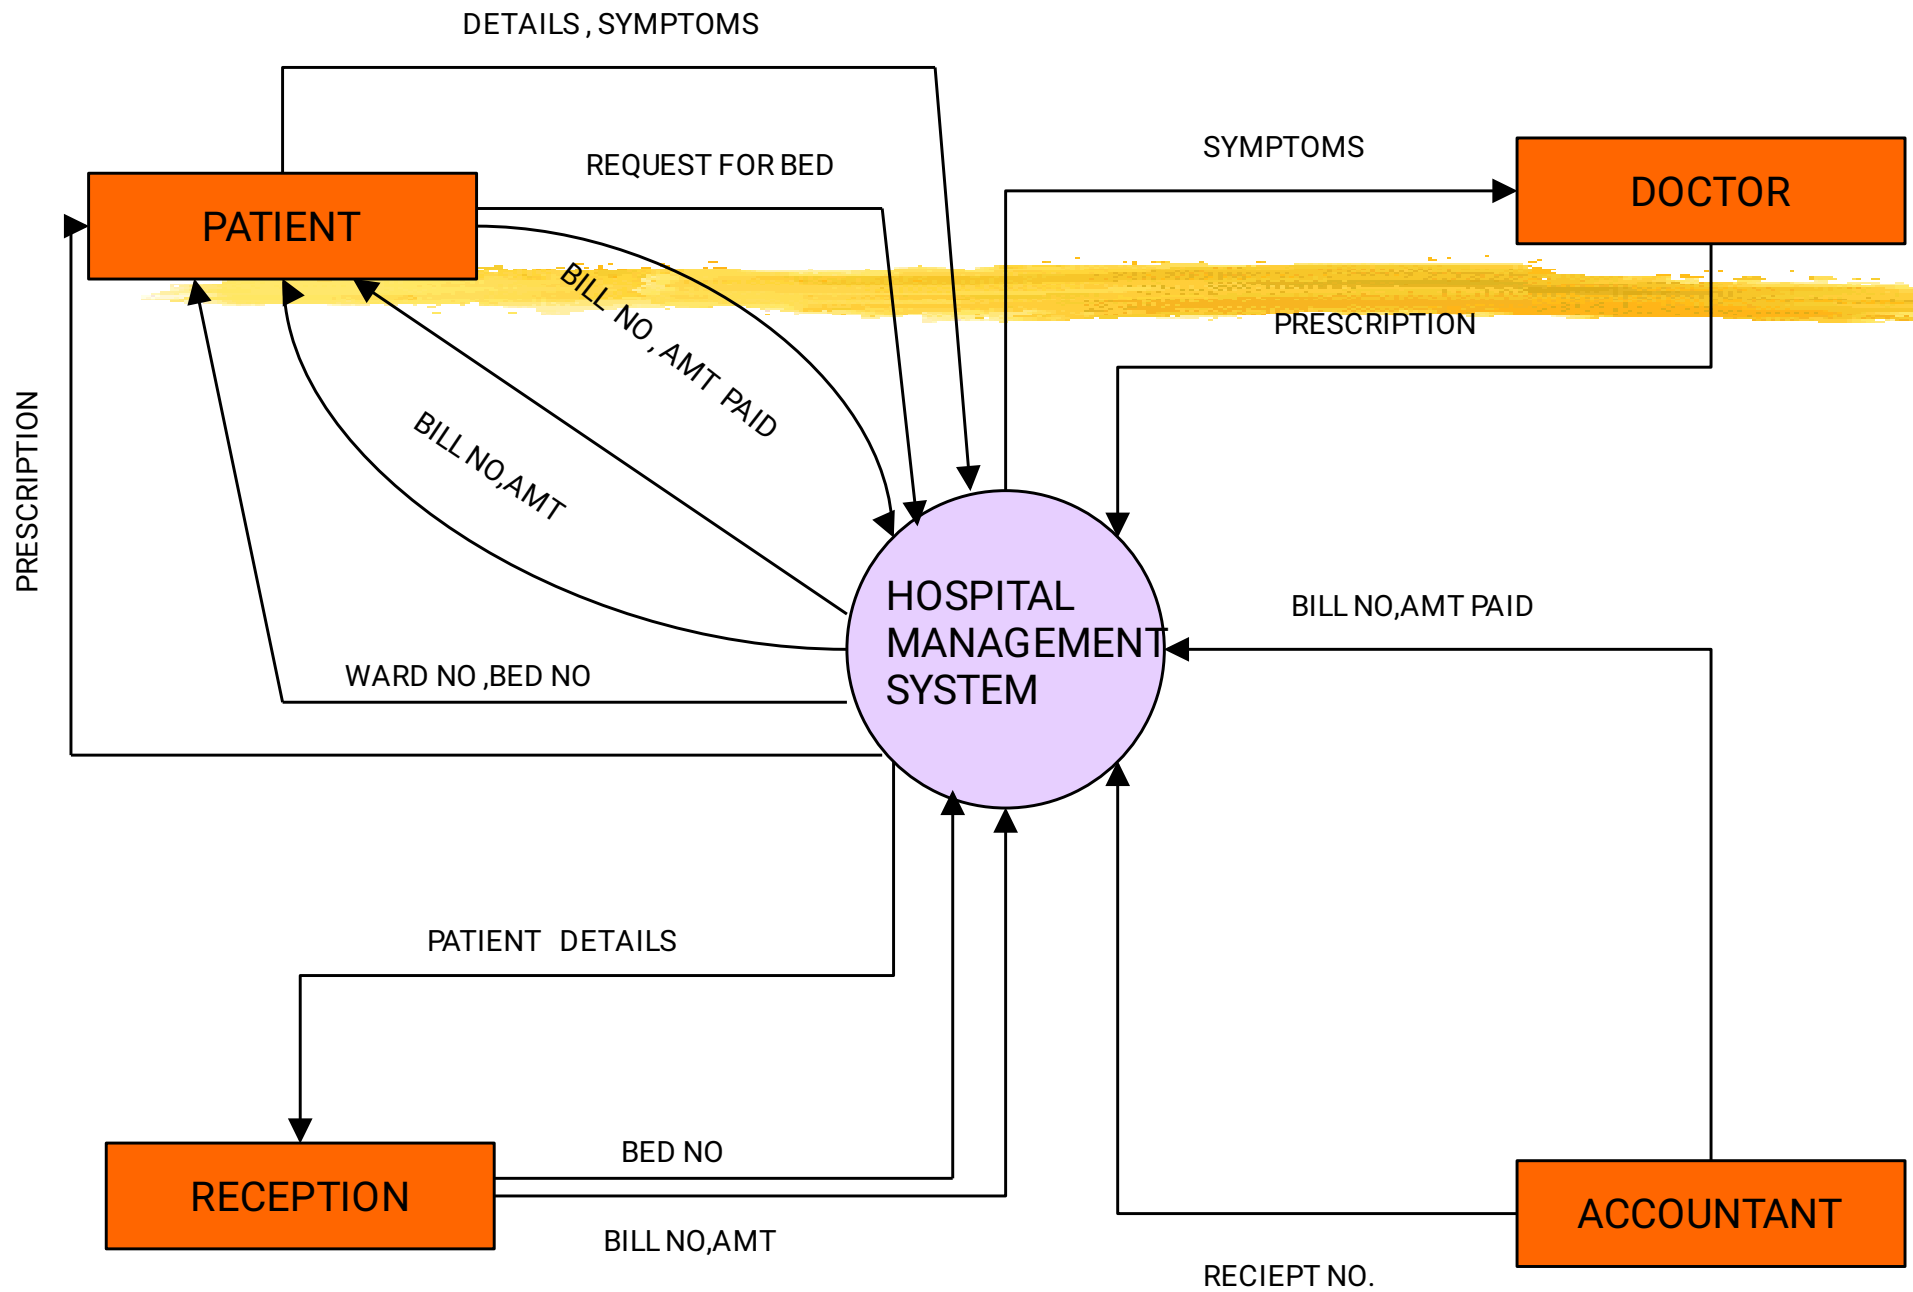 DETAILS, SYMPTOMS
SYMPTOMS
REQUEST FOR BED
DOCTOR
PATIENT
BILL NO, AMT PAID
PRESCRIPTION
BILL NO,AMT
PRESCRIPTION
HOSPITAL
MANAGEMENT
SYSTEM
BILL NO,AMT PAID
WARD NO,BED NO
PATIENT DETAILS
BED NO
RECEPTION
ACCOUNTANT
BILL NO,AMT
RECIEPT NO.